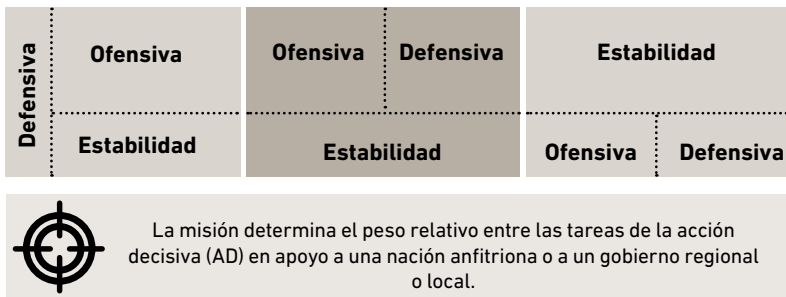 Defensiva
Ofensiva
Estabilidad
Ofensiva
Defensiva
Estabilidad
Estabilidad
Ofensiva
Defensiva
La misión determina el peso relativo entre las tareas de la acción
decisiva (AD) en apoyo a una nación anfitriona o a un gobierno regional
o local.